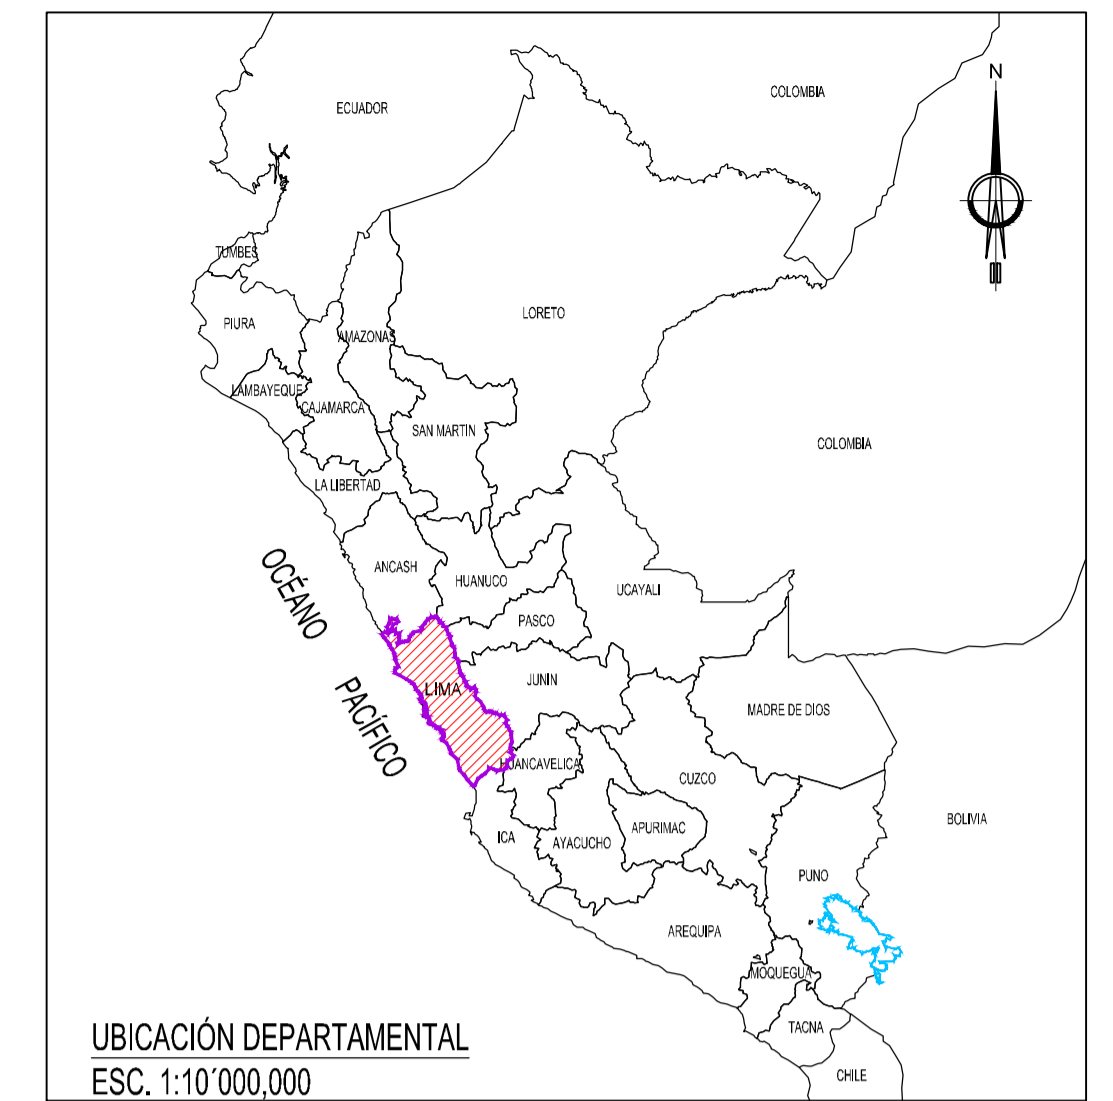 N
COLOMBIA
ECUADOR
TUMBES
LORETO
PIURA
AMAZONAS
LAMBAYEQUE
CAJAMARCA
SAN MARTIN
COLOMBIA
LA LIBERTAD
ANCASH
HUANUCO
UCAYALI
PASCO
OCÉANO
PACÍFICO
JUNIN
LIMA
MADRE DE DIOS
HUANCAVELICA
CUZCO
BOLIVIA
ICA
AYACUCHO
APURIMAC
PUNO
AREQUIPA
MOQUEGUA
TACNA
CHILE
UBICACIÓN DEPARTAMENTAL
ESC. 1:10´000,000